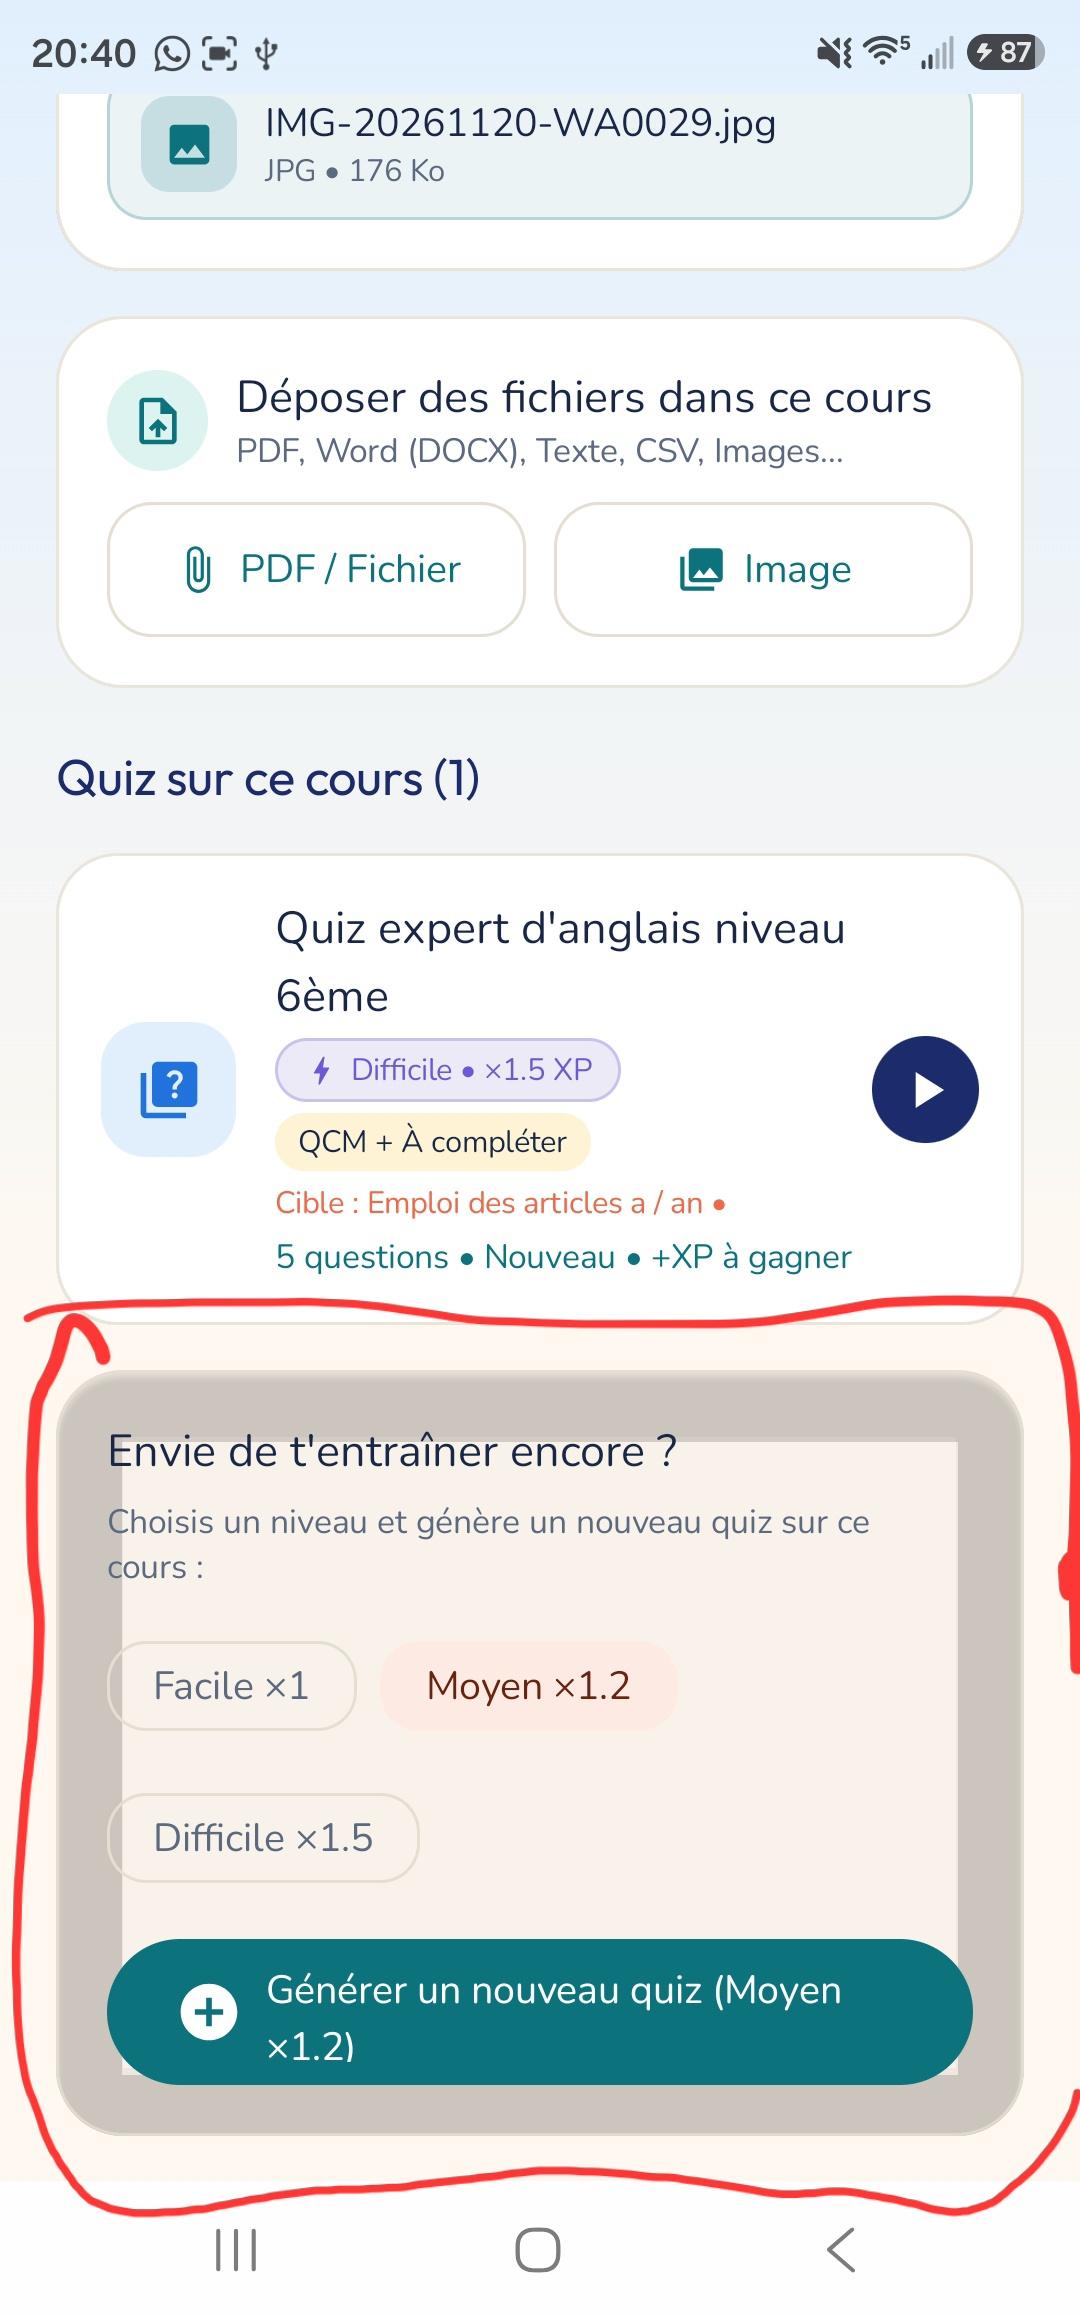 20:40
5
87
IMG-20261120-WA0029.jpg
JPG • 176 Ko
Déposer des fichiers dans ce cours
PDF, Word (DOCX), Texte, CSV, Images...
PDF / Fichier
Image
Quiz sur ce cours (1)
Quiz expert d'anglais niveau
6ème
Difficile • ×1.5 XP
QCM + À compléter
Cible : Emploi des articles a / an •
5 questions • Nouveau • +XP à gagner
Envie de t'entraîner encore ?
Choisis un niveau et génère un nouveau quiz sur ce
cours :
Facile ×1
Moyen ×1.2
Difficile ×1.5
Générer un nouveau quiz (Moyen
×1.2)